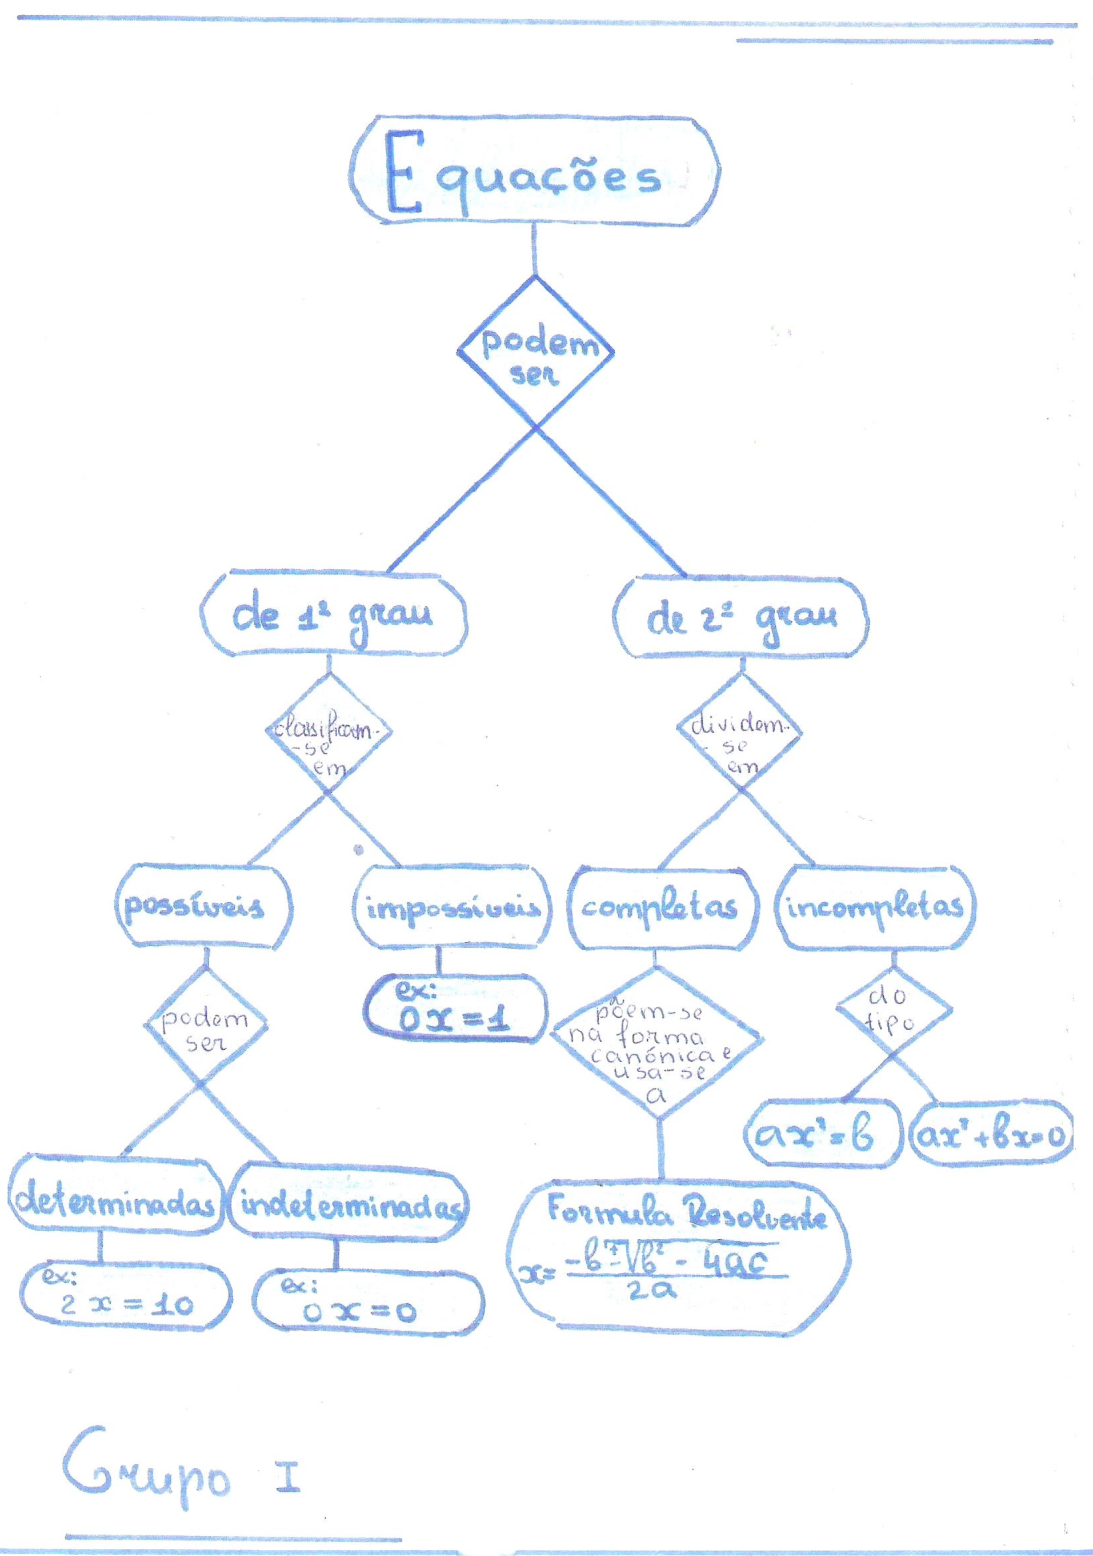 Equações
podem
ser
de 1º grau
de 2º grau
classificam-
-se
em
dividem-
-se
em
possíveis
impossíveis
completas
incompletas
ex:
0x = 1
podem
ser
põem-se
na forma
canónica e
usa-se
a
do
tipo
ax² = b
ax² + bx = 0
determinadas
indeterminadas
ex:
2x = 10
ex:
0x = 0
Formula Resolvente
x = -b ± √b² - 4ac
2a
Grupo I